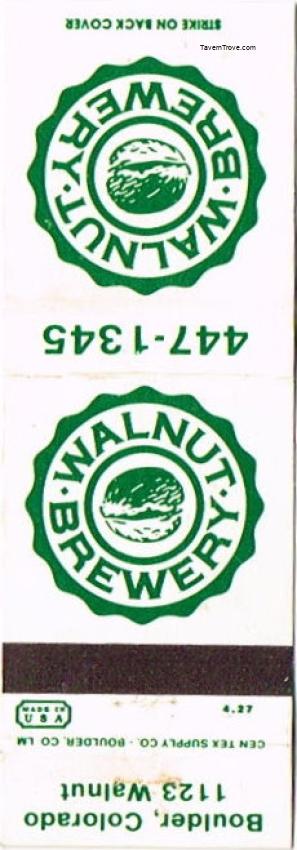 TavernTrove.com
STRIKE ON BACK COVER
WALNUT
BREWERY
447-1345
WALNUT
BREWERY
MADE IN
USA
4.27
CEN TEX SUPPLY CO. - BOULDER, CO LM
1123 Walnut
Boulder, Colorado